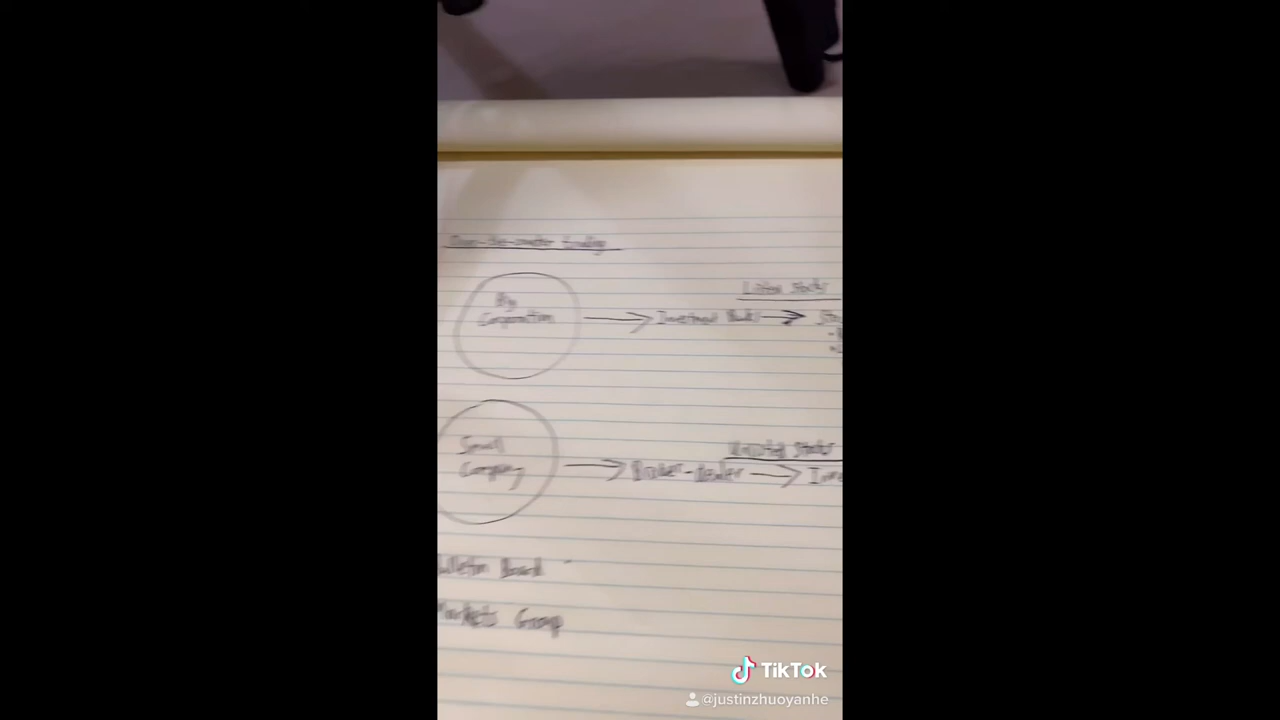 Over-the-counter trading
Big
Corporation
Investment Banks
Listed Stocks
Small
Company
Broker-dealer
Unlisted Stocks
Bulletin Board
Markets Group
TikTok
@justinzhuoyanhe